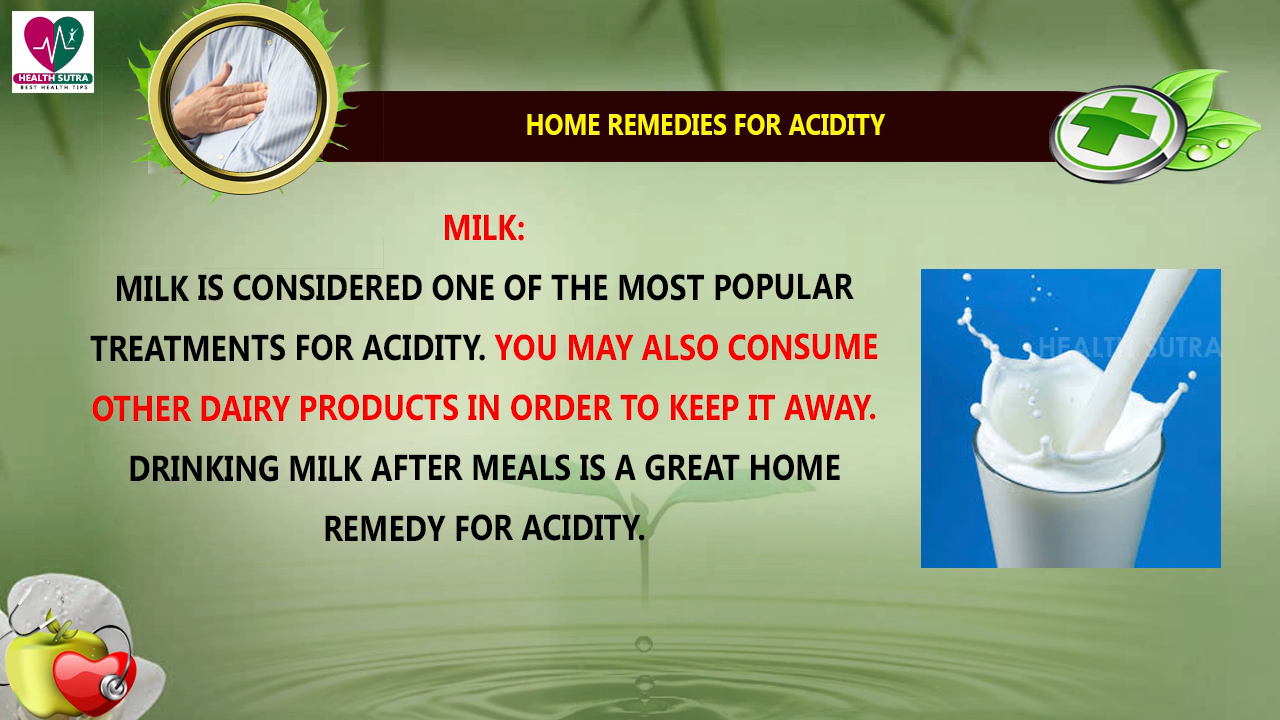 HEALTH SUTRA
BEST HEALTH TIPS
HOME REMEDIES FOR ACIDITY
MILK:
MILK IS CONSIDERED ONE OF THE MOST POPULAR
TREATMENTS FOR ACIDITY. YOU MAY ALSO CONSUME
OTHER DAIRY PRODUCTS IN ORDER TO KEEP IT AWAY.
DRINKING MILK AFTER MEALS IS A GREAT HOME
REMEDY FOR ACIDITY.
HEALTH SUTRA